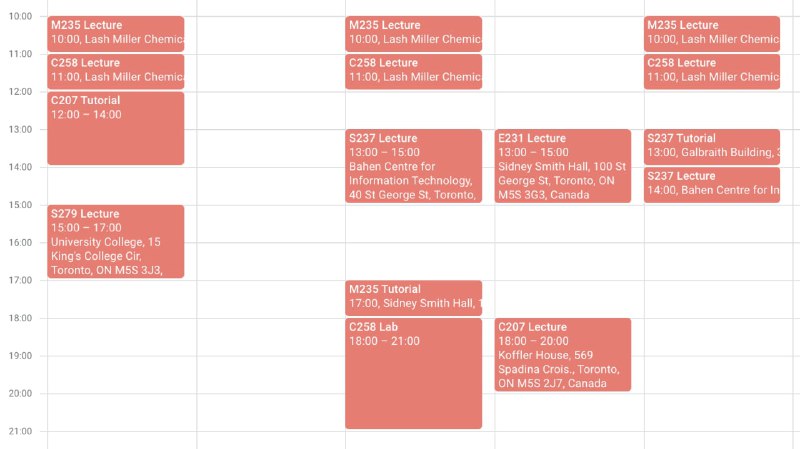 10:00
11:00
12:00
13:00
14:00
15:00
16:00
17:00
18:00
19:00
20:00
21:00
M235 Lecture
10:00, Lash Miller Chemic
C258 Lecture
11:00, Lash Miller Chemic
C207 Tutorial
12:00 – 14:00
S279 Lecture
15:00 – 17:00
University College, 15
King's College Cir,
Toronto, ON M5S 3J3,
M235 Lecture
10:00, Lash Miller Chemic
C258 Lecture
11:00, Lash Miller Chemic
S237 Lecture
13:00 – 15:00
Bahen Centre for
Information Technology,
40 St George St, Toronto,
M235 Tutorial
17:00, Sidney Smith Hall, 1
C258 Lab
18:00 – 21:00
E231 Lecture
13:00 – 15:00
Sidney Smith Hall, 100 St
George St, Toronto, ON
M5S 3G3, Canada
C207 Lecture
18:00 – 20:00
Koffler House, 569
Spadina Crois., Toronto,
ON M5S 2J7, Canada
M235 Lecture
10:00, Lash Miller Chemic
C258 Lecture
11:00, Lash Miller Chemic
S237 Tutorial
13:00, Galbraith Building, 3
S237 Lecture
14:00, Bahen Centre for In